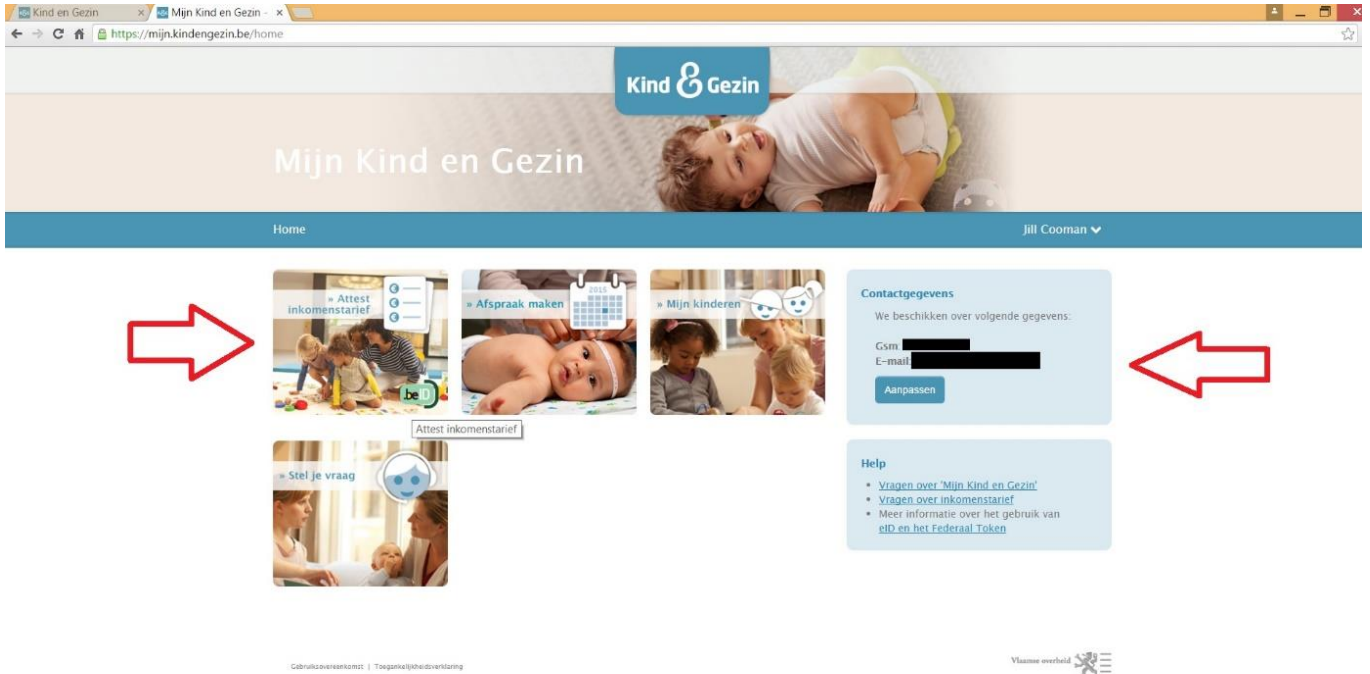 Kind en Gezin
Mijn Kind en Gezin -
https://mijn.kindengezin.be/home
Kind & Gezin
Mijn Kind en Gezin
Home
Jill Cooman
» Attest
inkomenstarief
.beID
» Afspraak maken
2015
» Mijn kinderen
Contactgegevens
We beschikken over volgende gegevens:
Gsm:
E-mail:
Aanpassen
Attest inkomenstarief
» Stel je vraag
Help
• Vragen over 'Mijn Kind en Gezin'
• Vragen over inkomenstarief
• Meer informatie over het gebruik van
eID en het Federaal Token
Gebruiksovereenkomst | Toegankelijkheidsverklaring
Vlaamse overheid